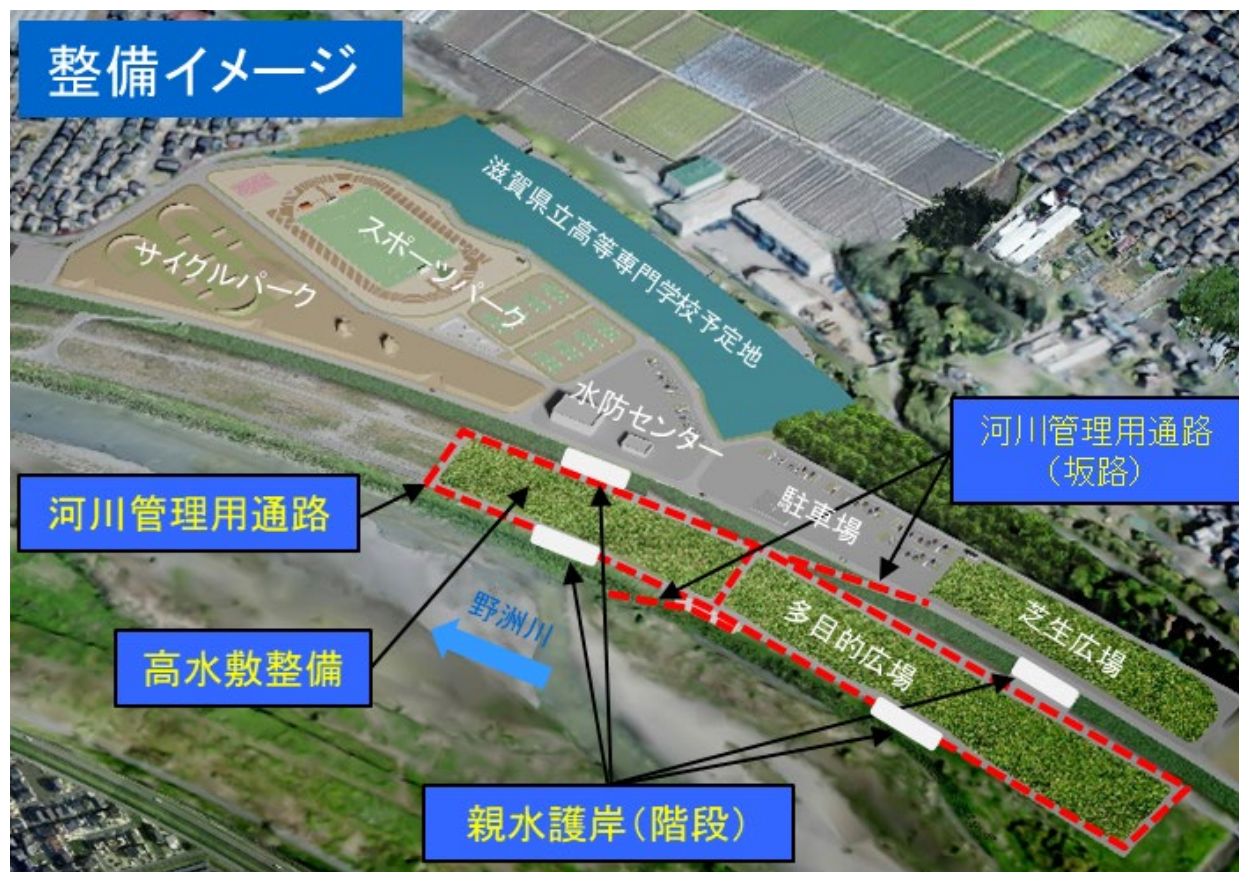 整備イメージ
滋賀県立高等専門学校予定地
スポーツパーク
サイクルパーク
水防センター
河川管理用通路
（坂路）
駐車場
河川管理用通路
芝生広場
多目的広場
野洲川
高水敷整備
親水護岸（階段）